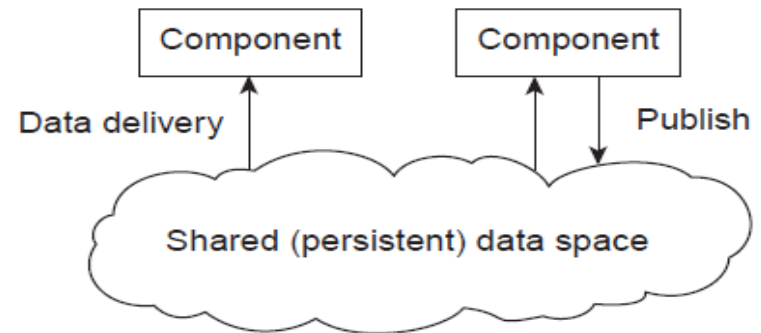 Component
Component
Data delivery
Publish
Shared (persistent) data space